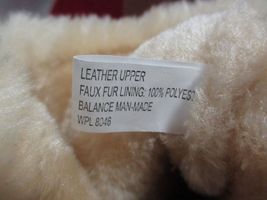 LEATHER UPPER
FAUX FUR LINING: 100% POLYES
BALANCE MAN-MADE
WPL 8046